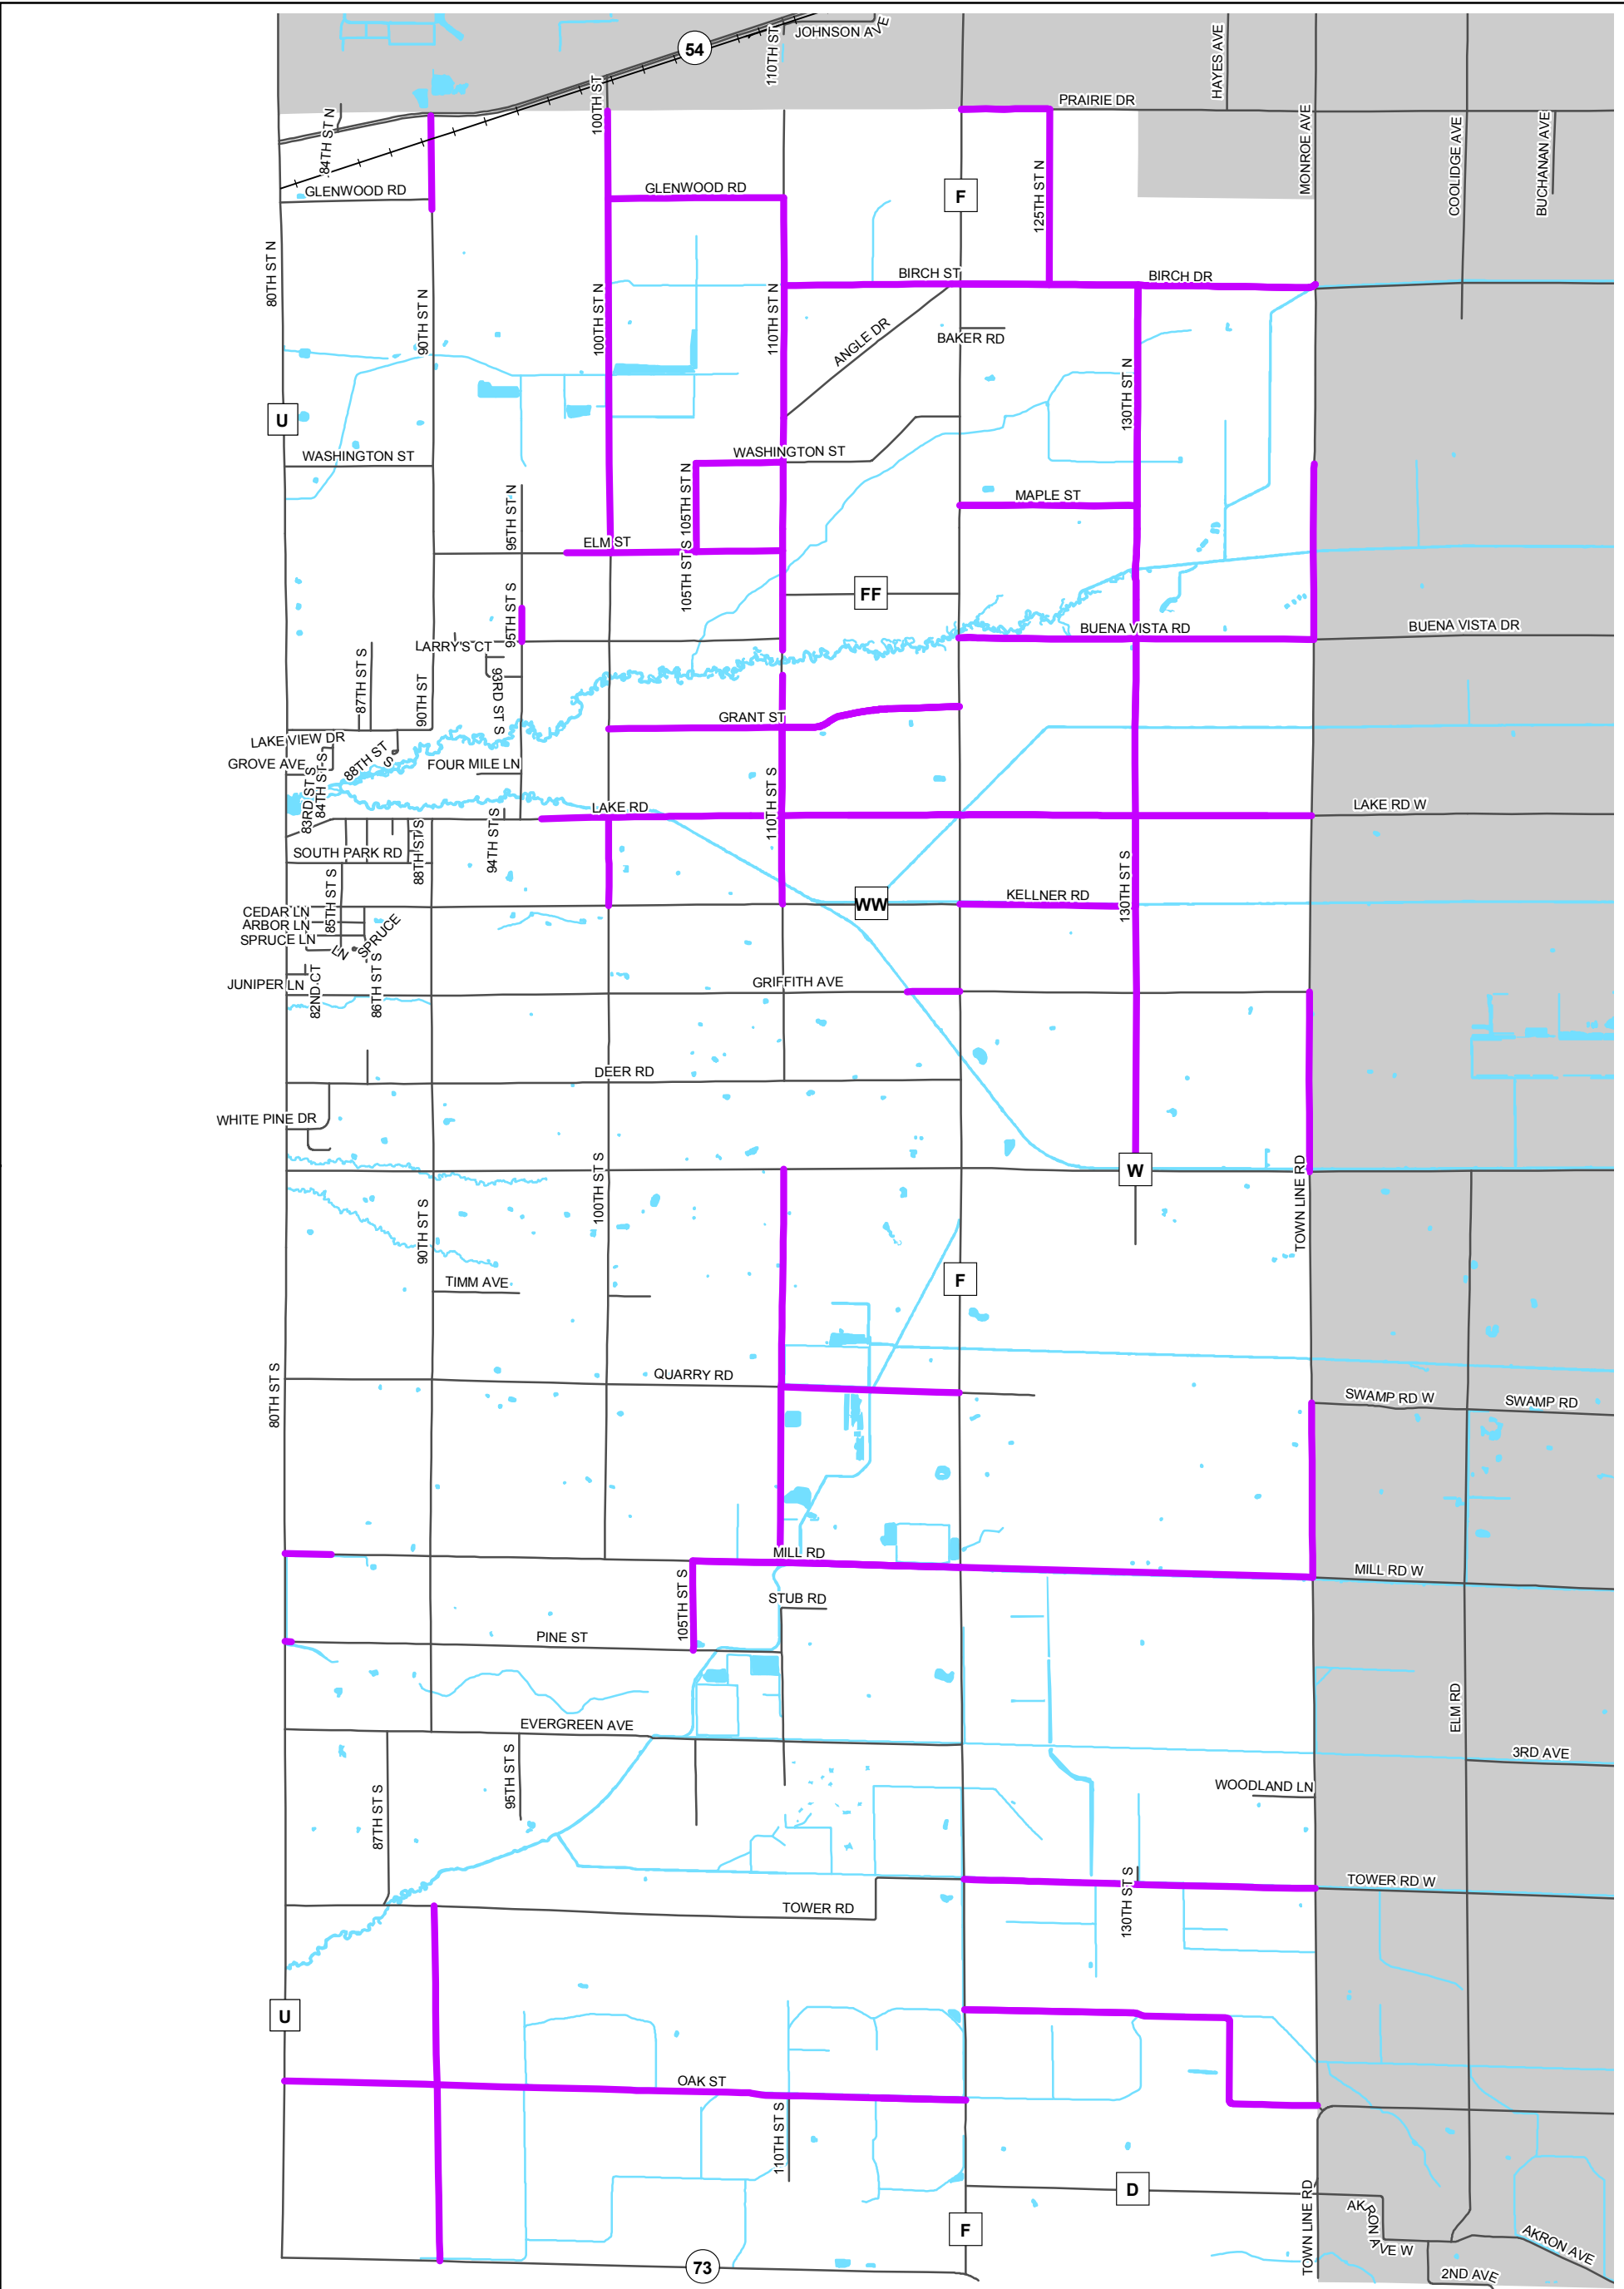 JOHNSON AVE
54
110TH ST
HAYES AVE
100TH ST
PRAIRIE DR
84TH ST N
MONROE AVE
COOLIDGE AVE
BUCHANAN AVE
GLENWOOD RD
GLENWOOD RD
F
125TH ST N
80TH ST N
BIRCH ST
BIRCH DR
90TH ST N
100TH ST N
110TH ST N
ANGLE DR
BAKER RD
130TH ST N
U
WASHINGTON ST
WASHINGTON ST
95TH ST N
105TH ST N
MAPLE ST
ELM ST
105TH ST S
FF
95TH ST S
BUENA VISTA RD
BUENA VISTA DR
LARRY'S CT
87TH ST S
90TH ST
93RD ST S
GRANT ST
LAKE VIEW DR
GROVE AVE
88TH ST S
FOUR MILE LN
83RD ST S
84TH ST S
110TH ST S
LAKE RD
LAKE RD W
94TH ST S
88TH ST S
SOUTH PARK RD
85TH ST S
130TH ST S
KELLNER RD
WW
CEDAR LN
ARBOR LN
SPRUCE LN
SPRUCE LN
JUNIPER LN
82ND CT
86TH ST S
GRIFFITH AVE
DEER RD
WHITE PINE DR
W
100TH ST S
90TH ST S
TOWN LINE RD
TIMM AVE
F
80TH ST S
QUARRY RD
SWAMP RD W
SWAMP RD
MILL RD
MILL RD W
105TH ST S
STUB RD
PINE ST
ELM RD
EVERGREEN AVE
3RD AVE
95TH ST S
87TH ST S
WOODLAND LN
TOWER RD W
TOWER RD
130TH ST S
U
OAK ST
110TH ST S
D
TOWN LINE RD
AKRON AVE W
F
AKRON AVE
73
2ND AVE